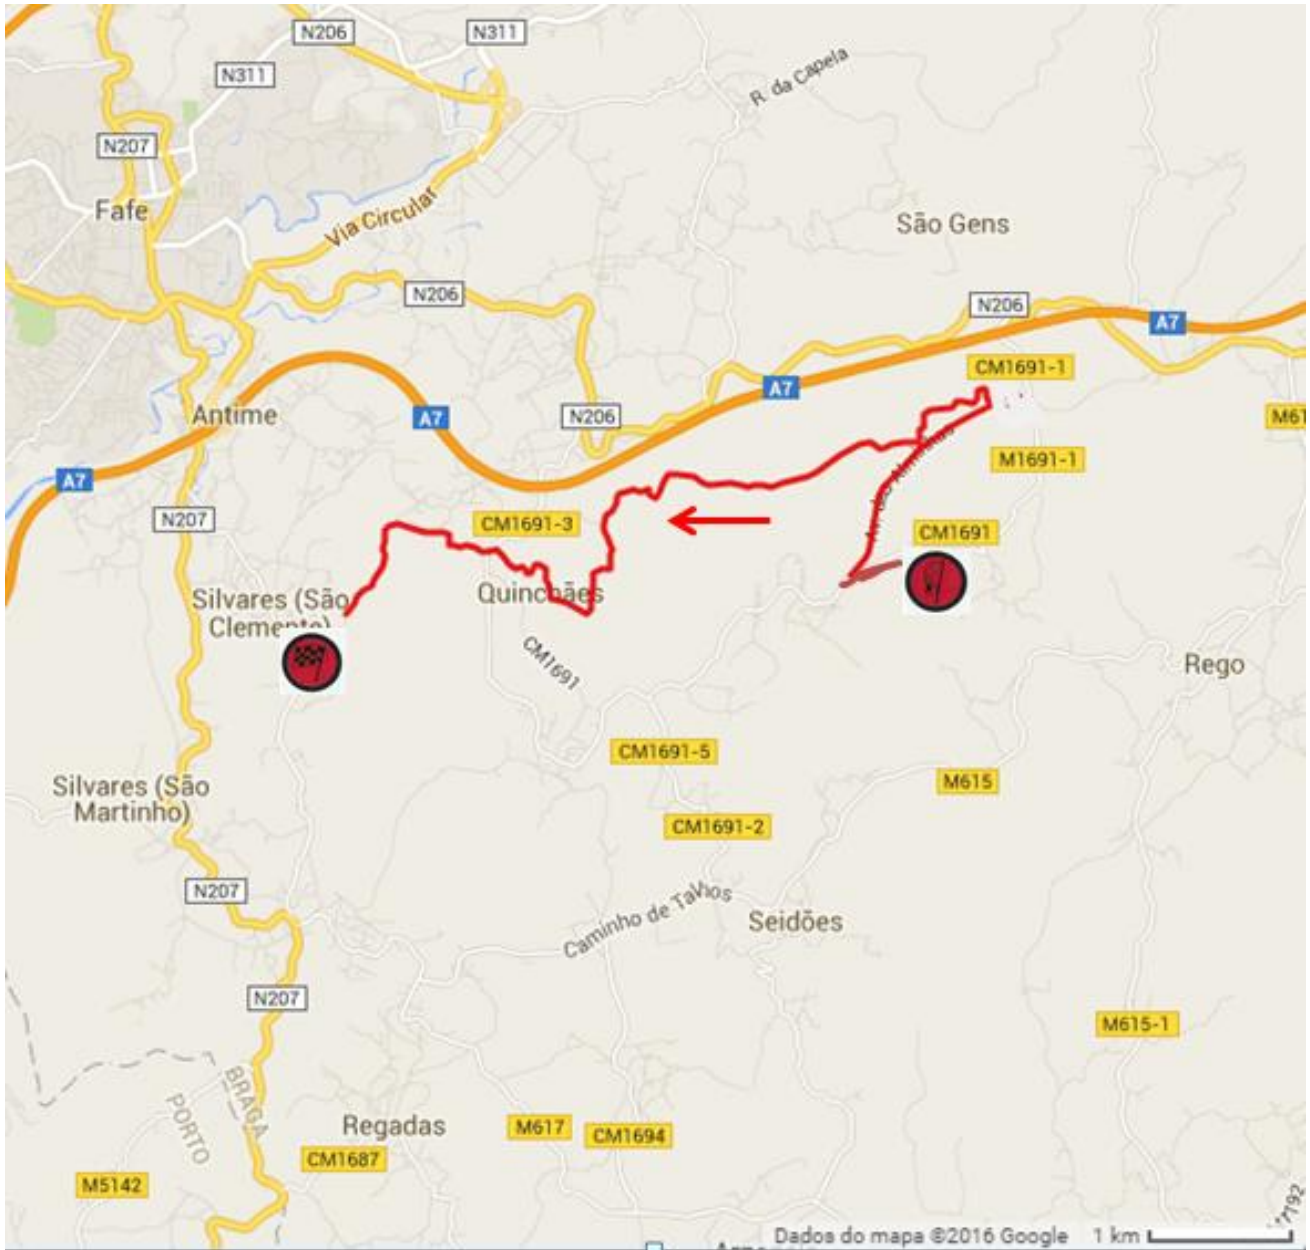 N206
N311
N311
R. da Capela
N207
Fafe
Via Circular
São Gens
N206
N206
A7
CM1691-1
A7
N206
A7
Antime
M61
M1691-1
A7
N207
CM1691-3
CM1691
Quinchães
Silvares (São
Clemente)
CM1691
Rego
CM1691-5
M615
Silvares (São
Martinho)
CM1691-2
N207
Caminho de Talhos
Seidões
N207
M615-1
BRAGA
PORTO
Regadas
M617
CM1694
CM1687
M5142
Dados do mapa ©2016 Google
1 km